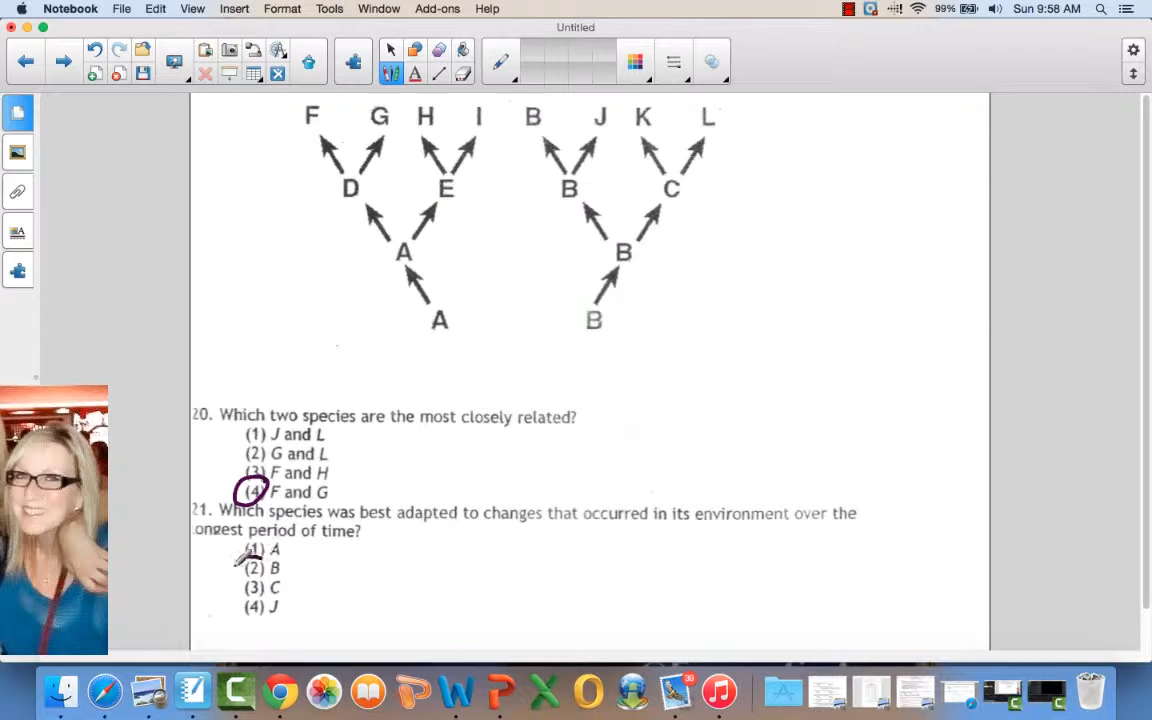 Notebook File Edit View Insert Format Tools Window Add-ons Help 99% Sun 9:58 AM
Untitled
F G H I B J K L
D E B C
A B
A B
20. Which two species are the most closely related?
(1) J and L
(2) G and L
(3) F and H
(4) F and G
21. Which species was best adapted to changes that occurred in its environment over the
longest period of time?
(1) A
(2) B
(3) C
(4) J
39